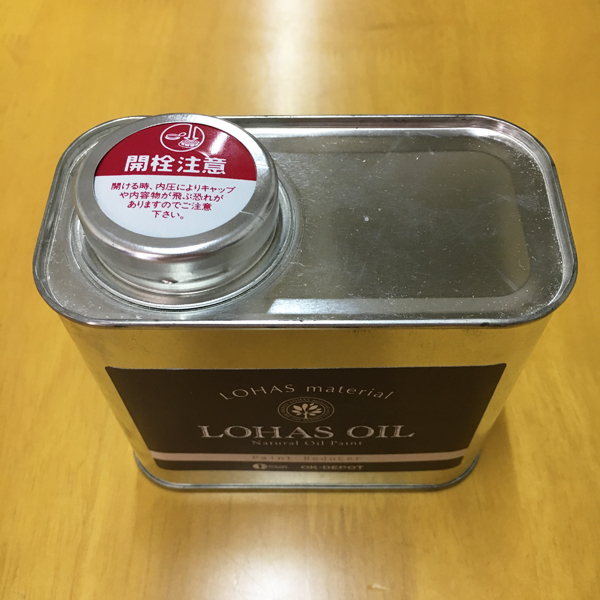 開栓注意
開ける時、内圧によりキャップ
や内容物が飛ぶ恐れが
ありますのでご注意
下さい。
LOHAS material
LOHAS OIL
Natural Oil Paint
Paint Reducer
OK-DEPOT